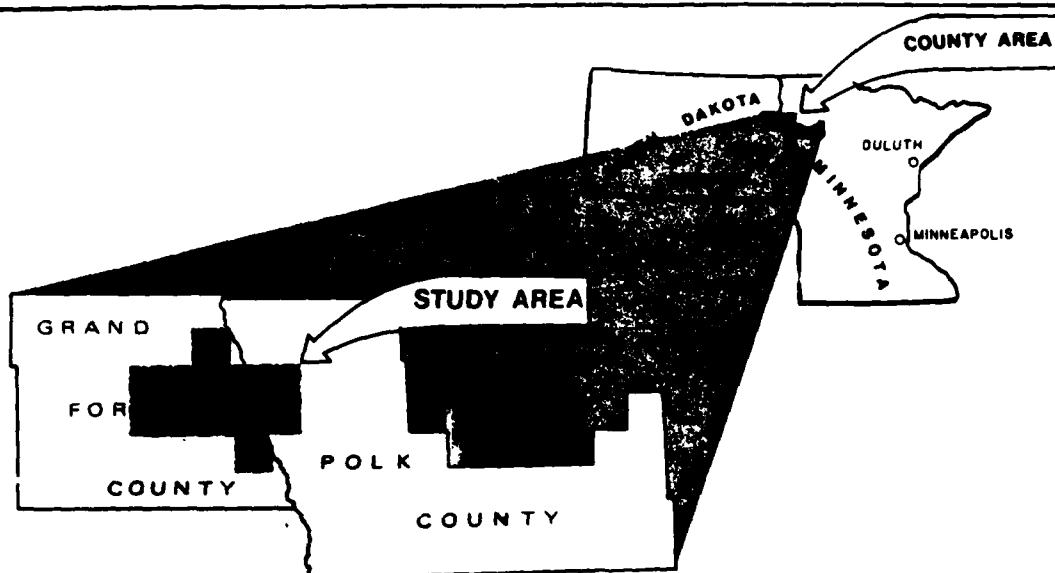 COUNTY AREA
DAKOTA
DULUTH
MINNESOTA
MINNEAPOLIS
STUDY AREA
GRAND
FOR
COUNTY
POLK
COUNTY